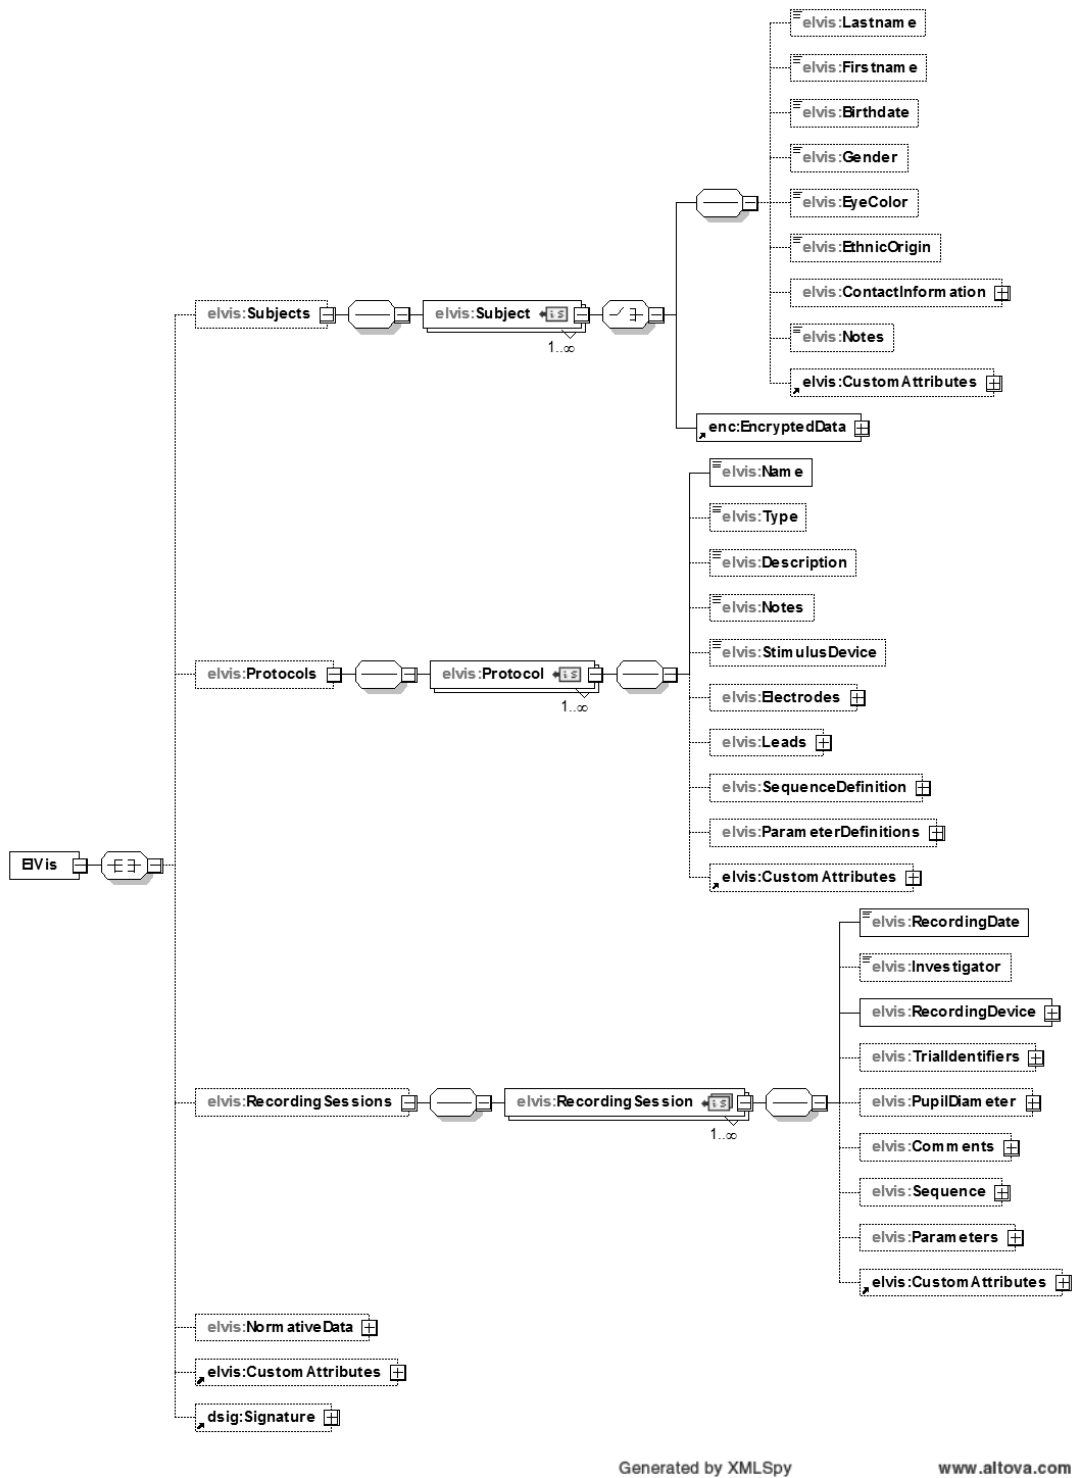 elvis:Lastname
elvis:Firstname
elvis:Birthdate
elvis:Gender
elvis:EyeColor
elvis:EthnicOrigin
elvis:ContactInformation
elvis:Subjects
elvis:Subject
1..∞
elvis:Notes
elvis:CustomAttributes
enc:EncryptedData
elvis:Name
elvis:Type
elvis:Description
elvis:Notes
elvis:StimulusDevice
elvis:Protocols
elvis:Protocol
1..∞
elvis:Electrodes
elvis:Leads
elvis:SequenceDefinition
elvis:ParameterDefinitions
ElVis
elvis:CustomAttributes
elvis:RecordingDate
elvis:Investigator
elvis:RecordingDevice
elvis:TrialIdentifiers
elvis:RecordingSessions
elvis:RecordingSession
1..∞
elvis:PupilDiameter
elvis:Comments
elvis:Sequence
elvis:Parameters
elvis:CustomAttributes
elvis:NormativeData
elvis:CustomAttributes
dsig:Signature
Generated by XMLSpy
www.altova.com